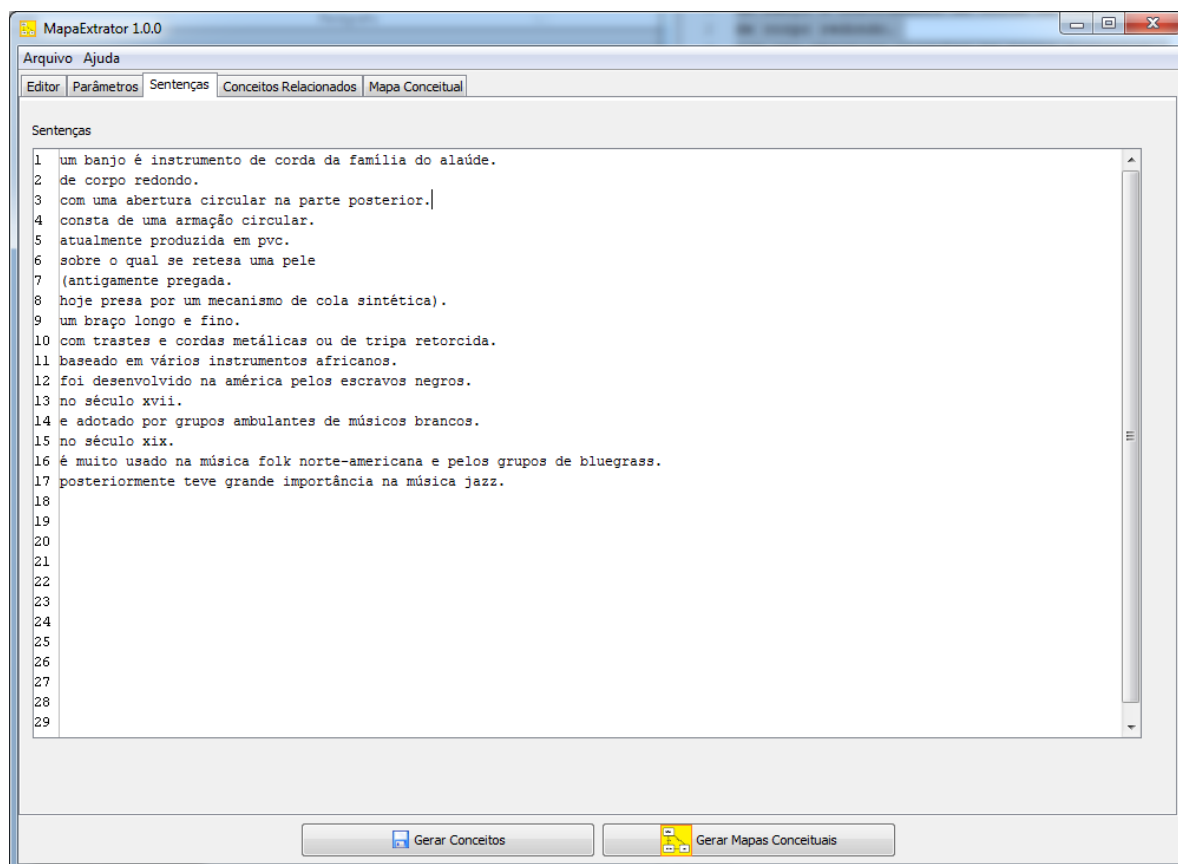 MapaExtrator 1.0.0
Arquivo Ajuda
Editor Parâmetros Sentenças Conceitos Relacionados Mapa Conceitual
Sentenças
1 um banjo é instrumento de corda da família do alaúde.
2 de corpo redondo.
3 com uma abertura circular na parte posterior.
4 consta de uma armação circular.
5 atualmente produzida em pvc.
6 sobre o qual se retesa uma pele
7 (antigamente pregada.
8 hoje presa por um mecanismo de cola sintética).
9 um braço longo e fino.
10 com trastes e cordas metálicas ou de tripa retorcida.
11 baseado em vários instrumentos africanos.
12 foi desenvolvido na américa pelos escravos negros.
13 no século xvii.
14 e adotado por grupos ambulantes de músicos brancos.
15 no século xix.
16 é muito usado na música folk norte-americana e pelos grupos de bluegrass.
17 posteriormente teve grande importância na música jazz.
18
19
20
21
22
23
24
25
26
27
28
29
Gerar Conceitos Gerar Mapas Conceituais